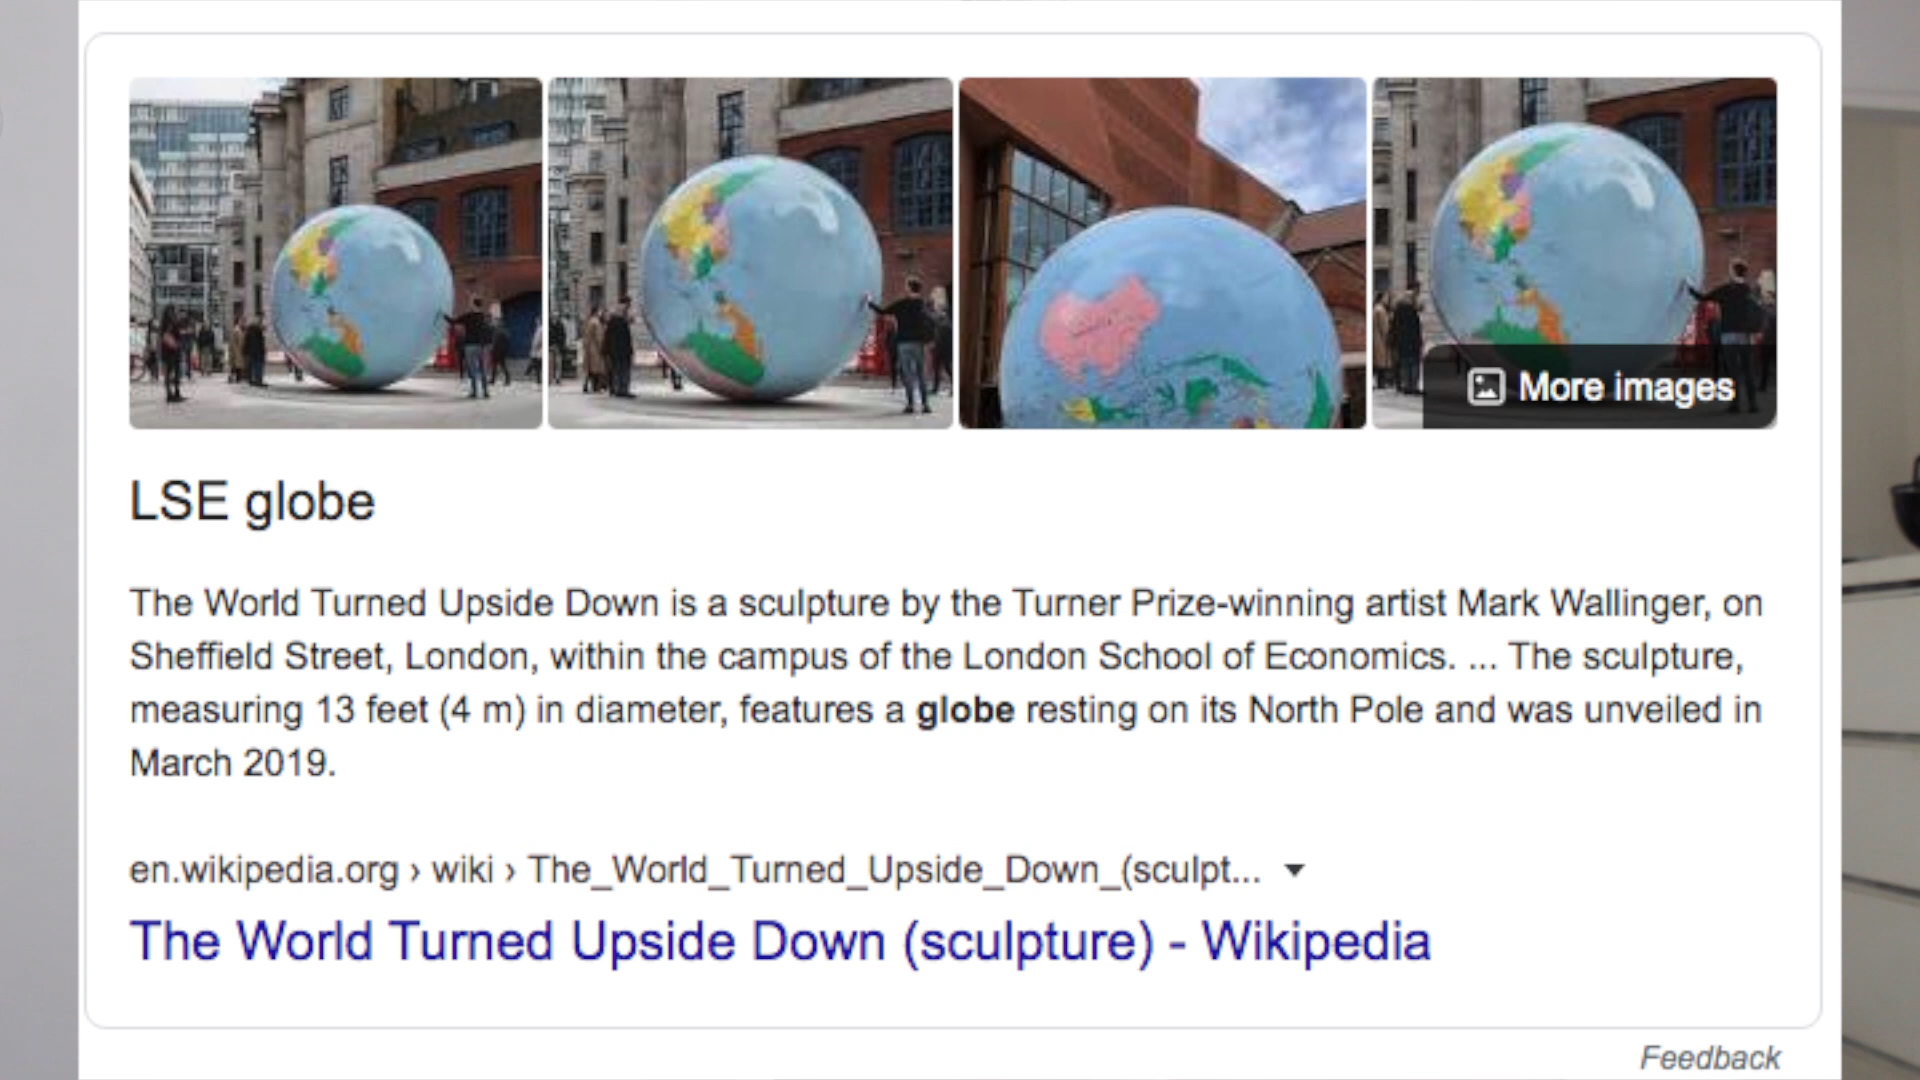 More images
LSE globe
The World Turned Upside Down is a sculpture by the Turner Prize-winning artist Mark Wallinger, on
Sheffield Street, London, within the campus of the London School of Economics. ... The sculpture,
measuring 13 feet (4 m) in diameter, features a globe resting on its North Pole and was unveiled in
March 2019.
en.wikipedia.org › wiki › The_World_Turned_Upside_Down_(sculpt...
The World Turned Upside Down (sculpture) - Wikipedia
Feedback